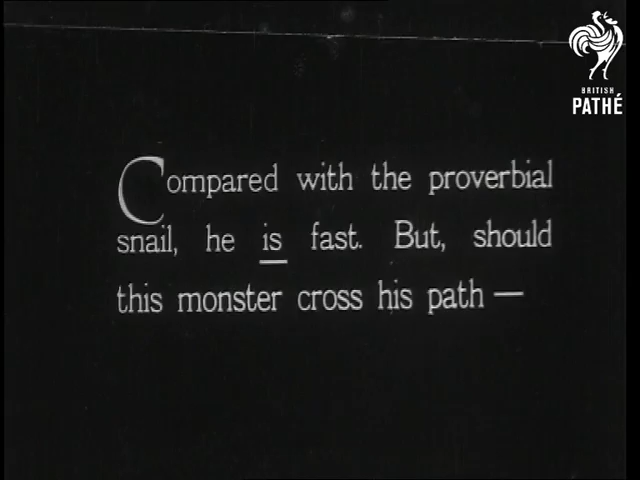 BRITISH
PATHÉ
Compared with the proverbial
snail, he is fast. But, should
this monster cross his path —